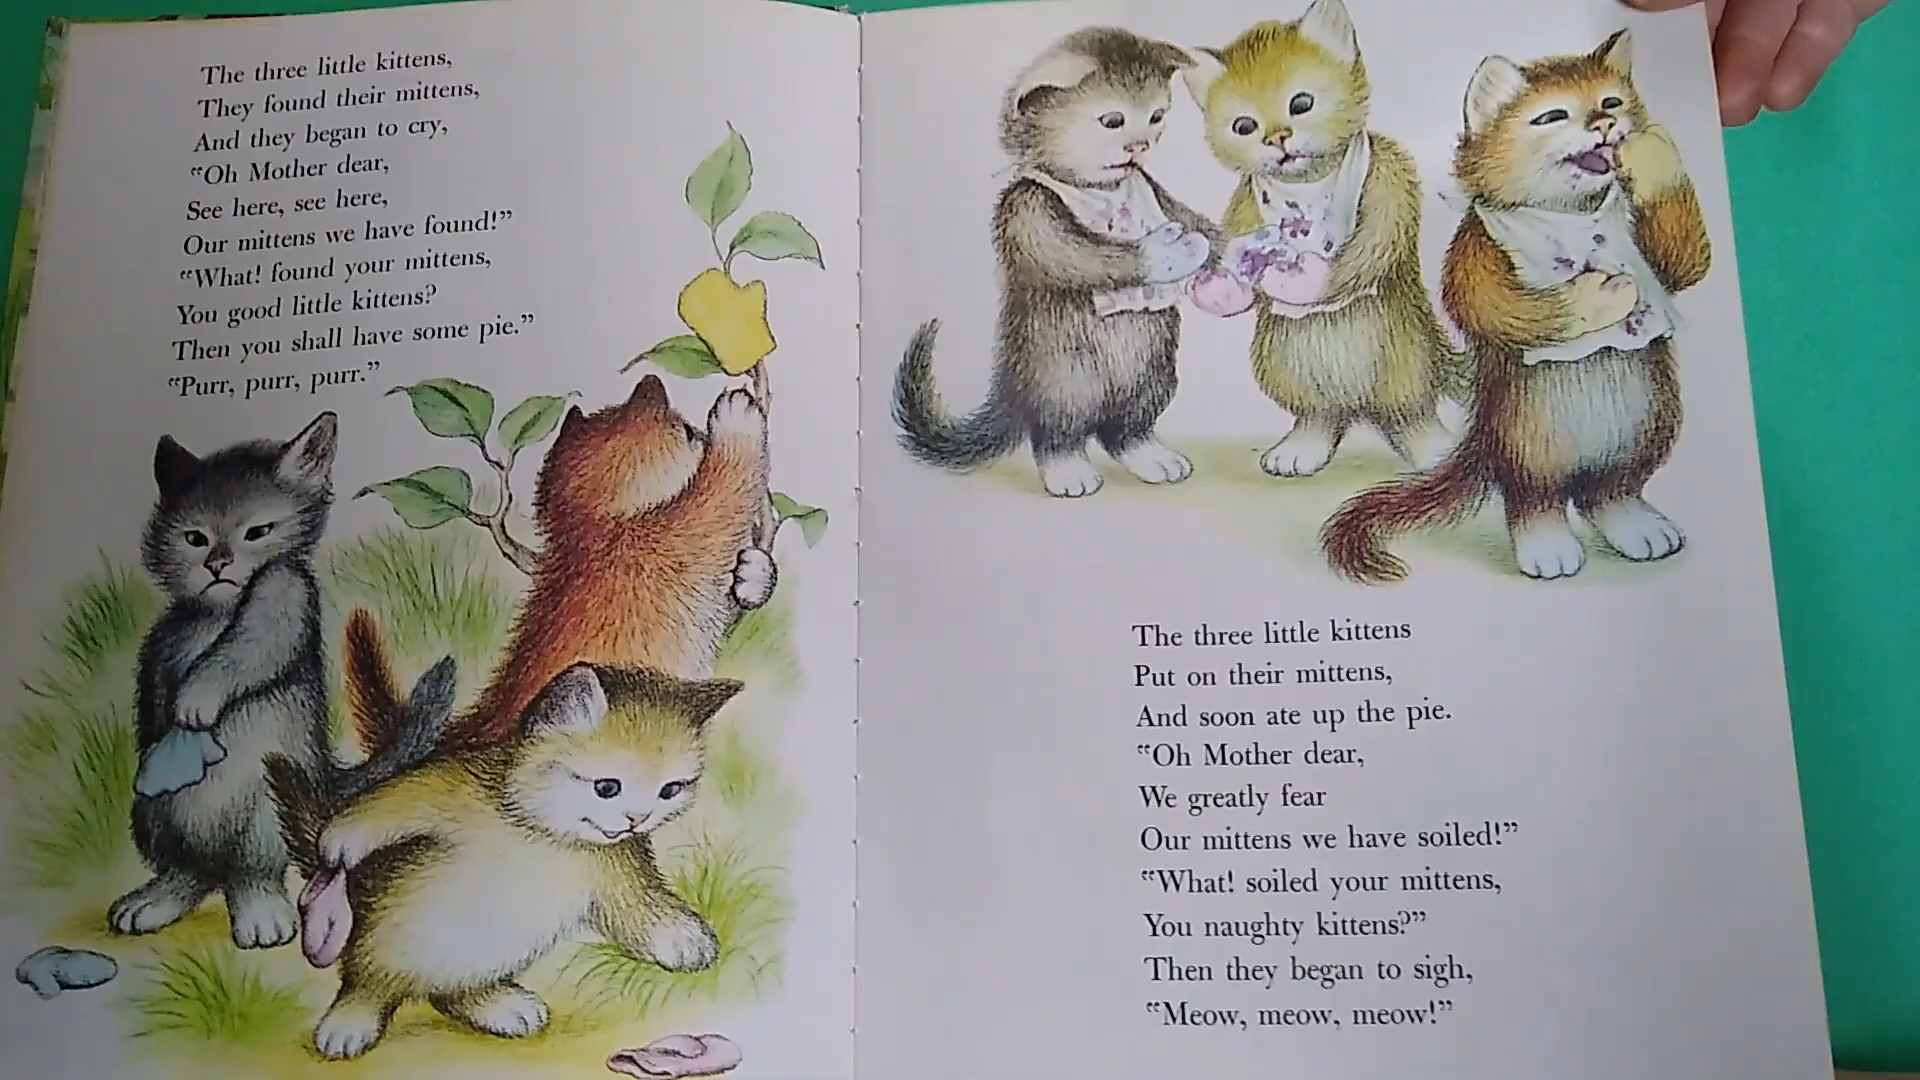 The three little kittens,
They found their mittens,
And they began to cry,
“Oh Mother dear,
See here, see here,
Our mittens we have found!”
“What! found your mittens,
You good little kittens?
Then you shall have some pie.”
“Purr, purr, purr.”
The three little kittens
Put on their mittens,
And soon ate up the pie.
“Oh Mother dear,
We greatly fear
Our mittens we have soiled!”
“What! soiled your mittens,
You naughty kittens?”
Then they began to sigh,
“Meow, meow, meow!”